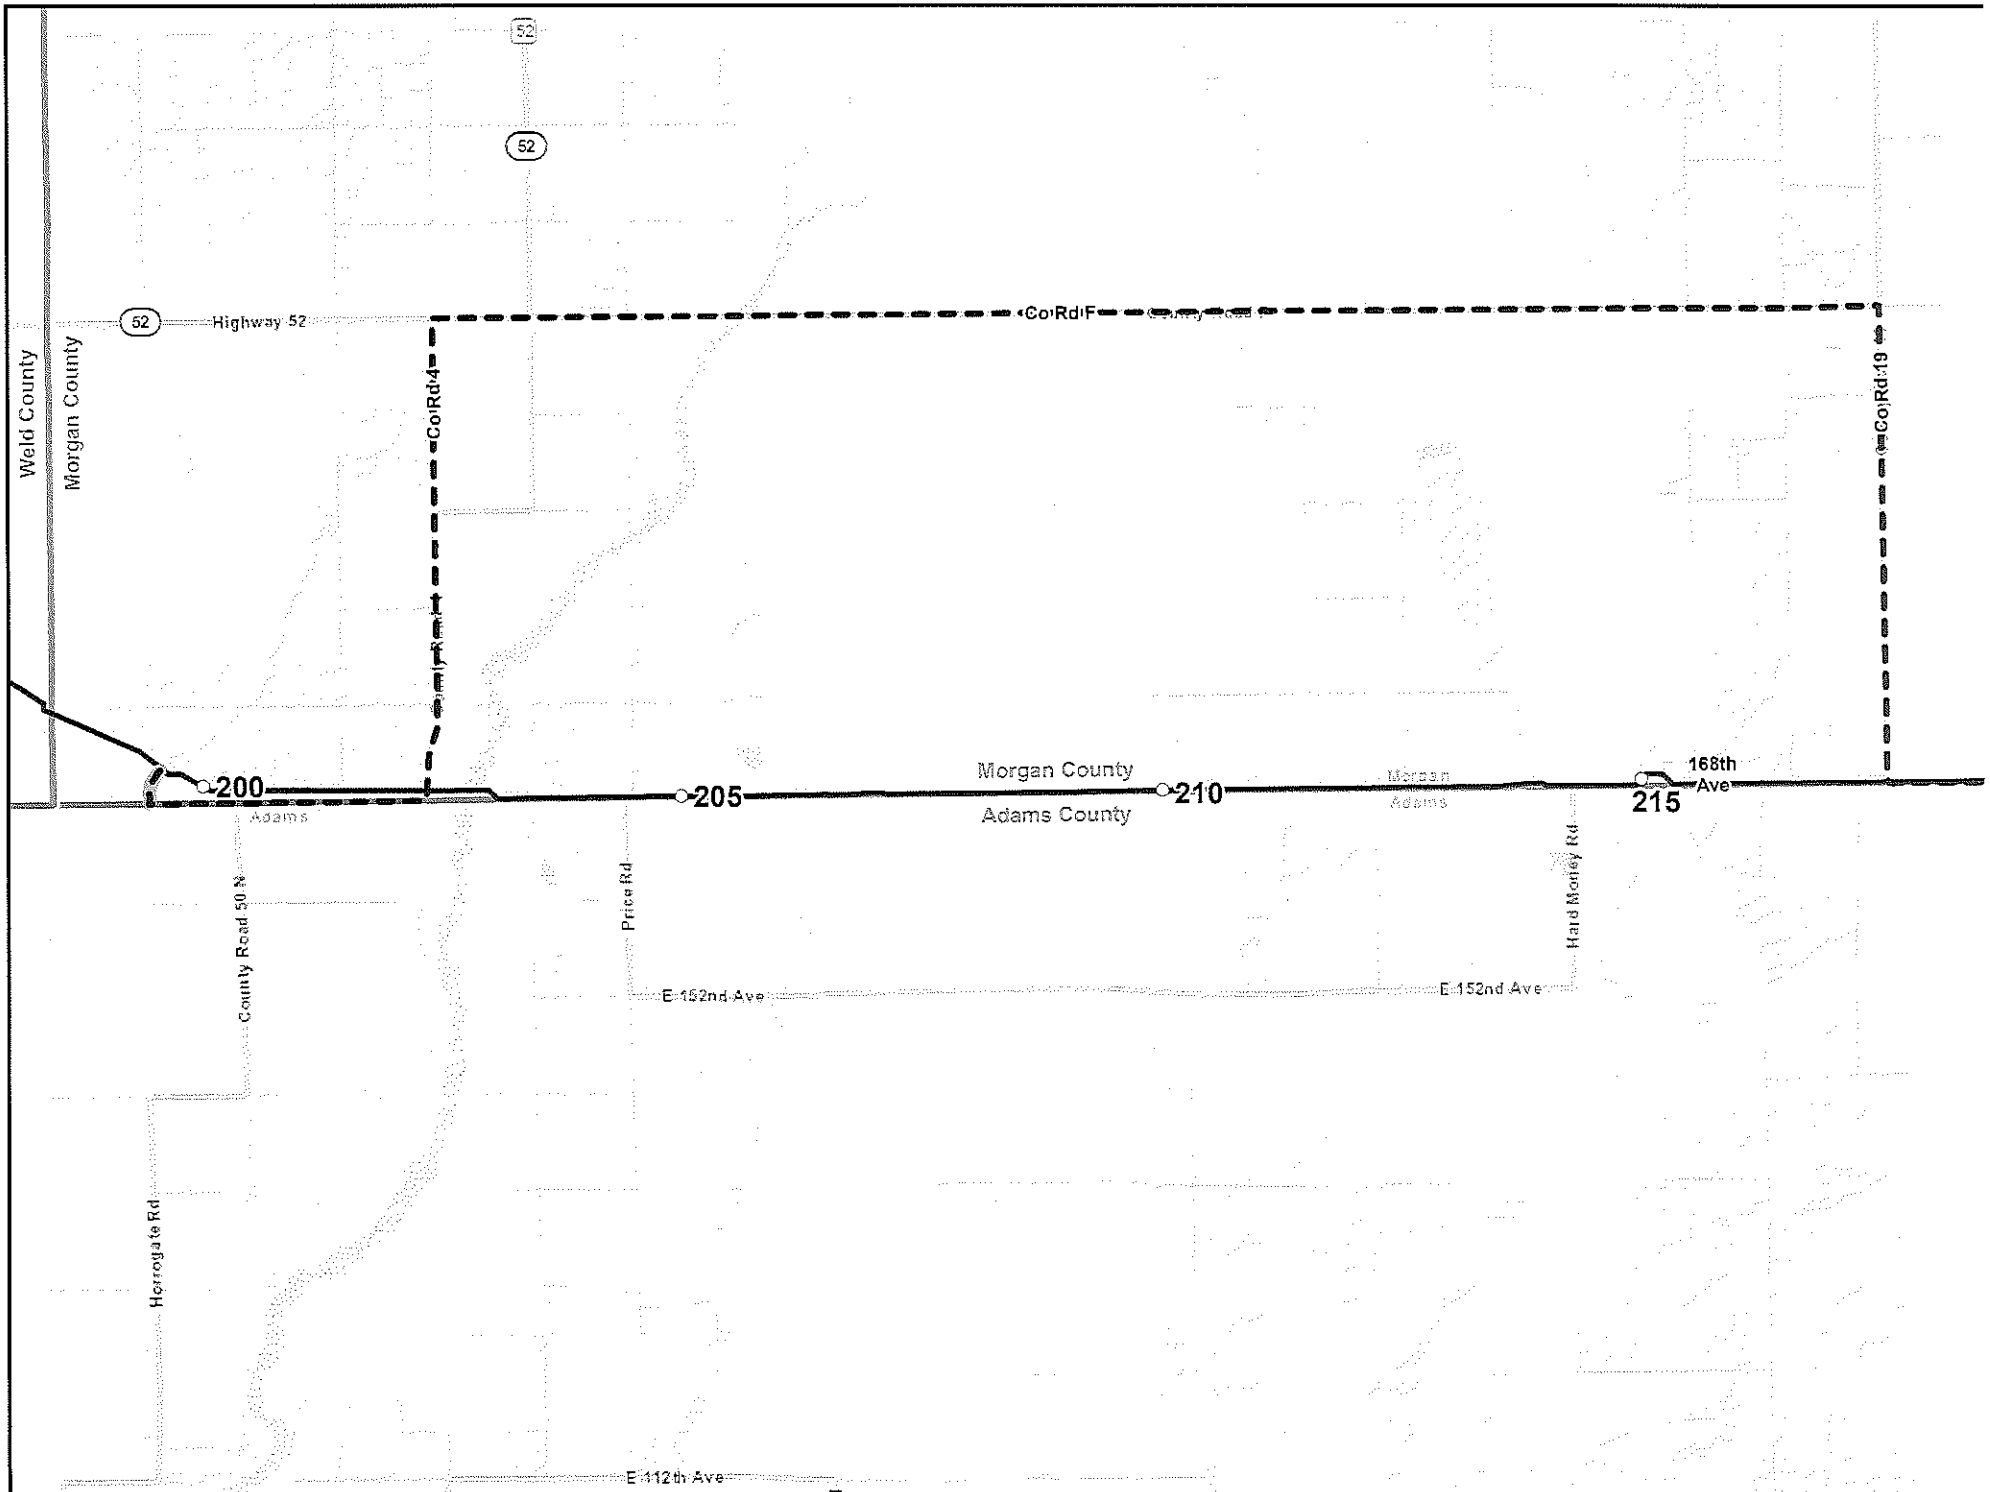 52
52
52
Highway 52
Co Rd F
Weld County
Morgan County
Co Rd 4
Co Rd 19
200
Adams
205
Morgan County
Adams County
210
Morgan
Adams
215
168th
Ave
County Road 50 N
Price Rd
Hard Money Rd
E 152nd Ave
E 152nd Ave
Horrogate Rd
E 112th Ave